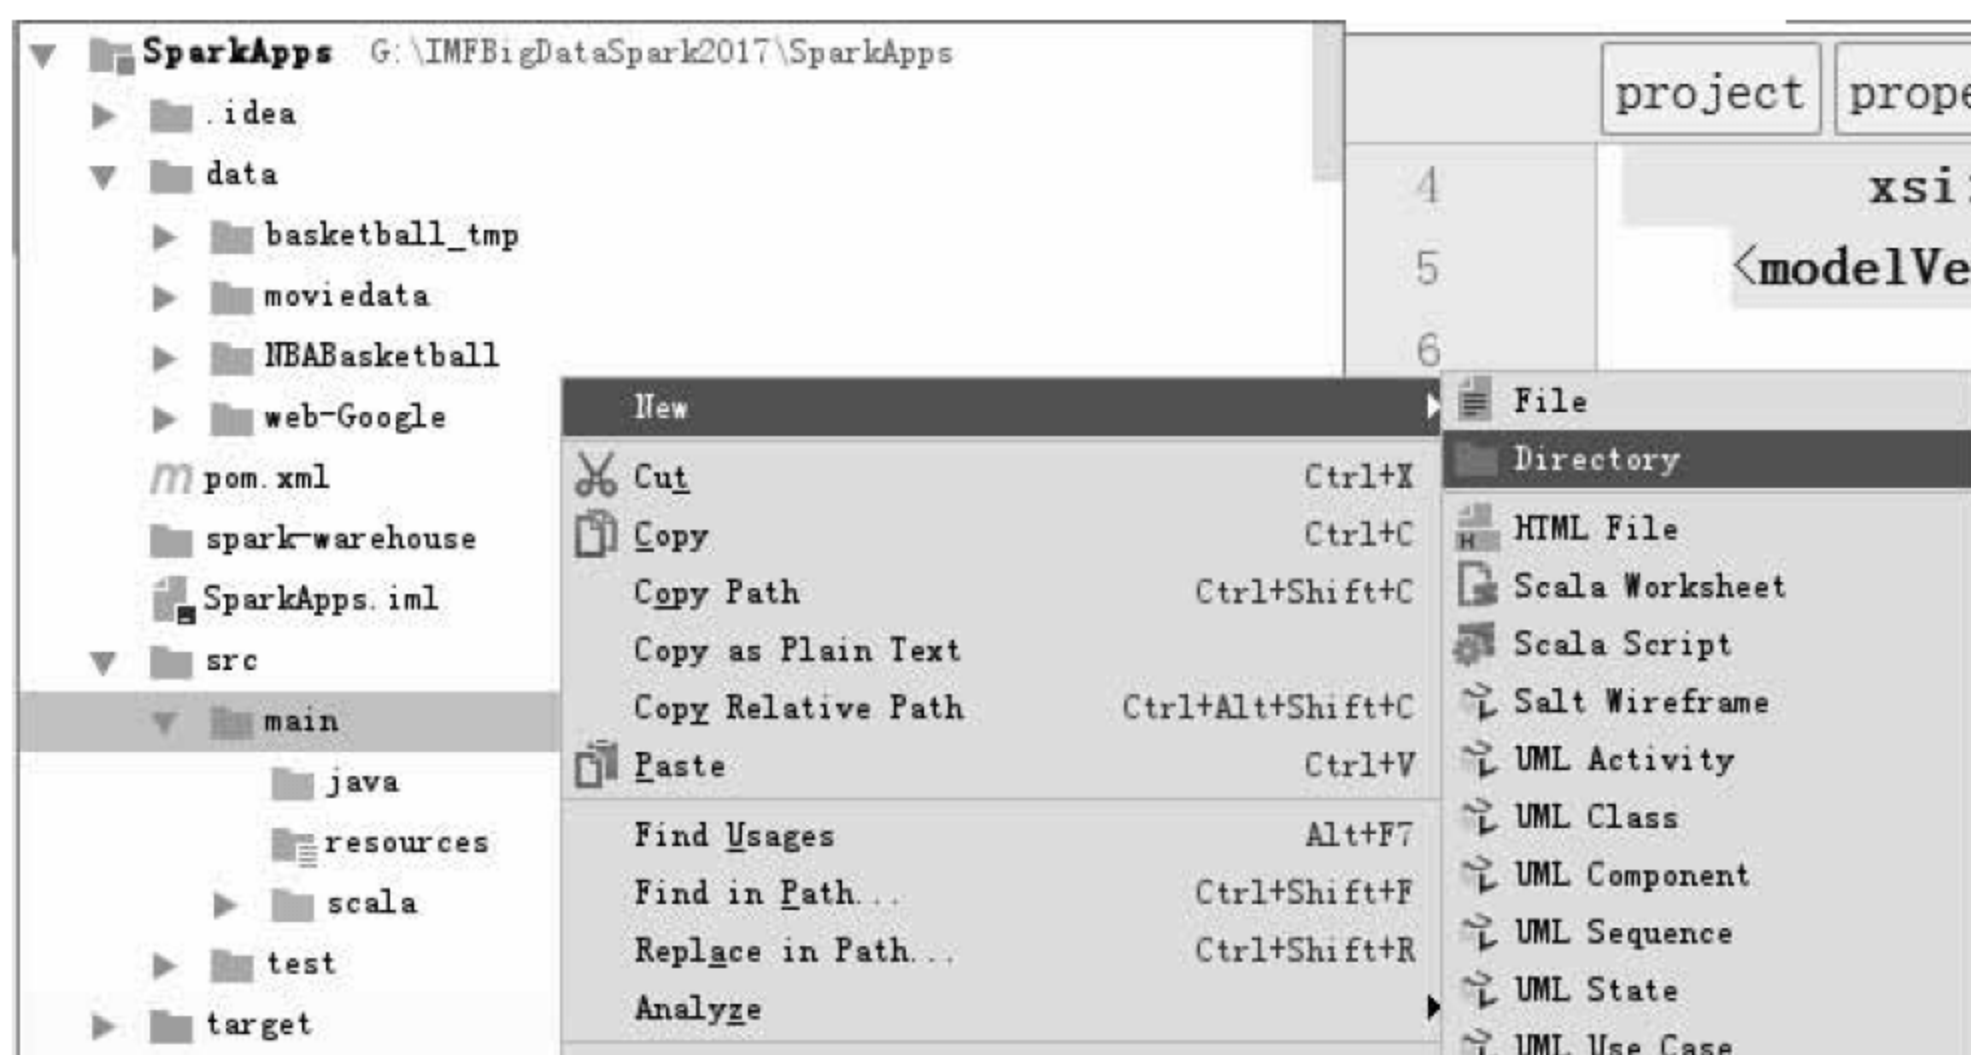 SparkApps G:\IMFBigDataSpark2017\SparkApps
.idea
data
basketball_tmp
moviedata
NBABasketball
web-Google
pom.xml
spark-warehouse
SparkApps.iml
src
main
java
resources
scala
test
target
New
Cut Ctrl+X
Copy Ctrl+C
Copy Path Ctrl+Shift+C
Copy as Plain Text
Copy Relative Path Ctrl+Alt+Shift+C
Paste Ctrl+V
Find Usages Alt+F7
Find in Path... Ctrl+Shift+F
Replace in Path... Ctrl+Shift+R
Analyze
project prope
4 xsi:
5 <modelVe
6
File
Directory
HTML File
Scala Worksheet
Scala Script
Salt Wireframe
UML Activity
UML Class
UML Component
UML Sequence
UML State
UML Use Case